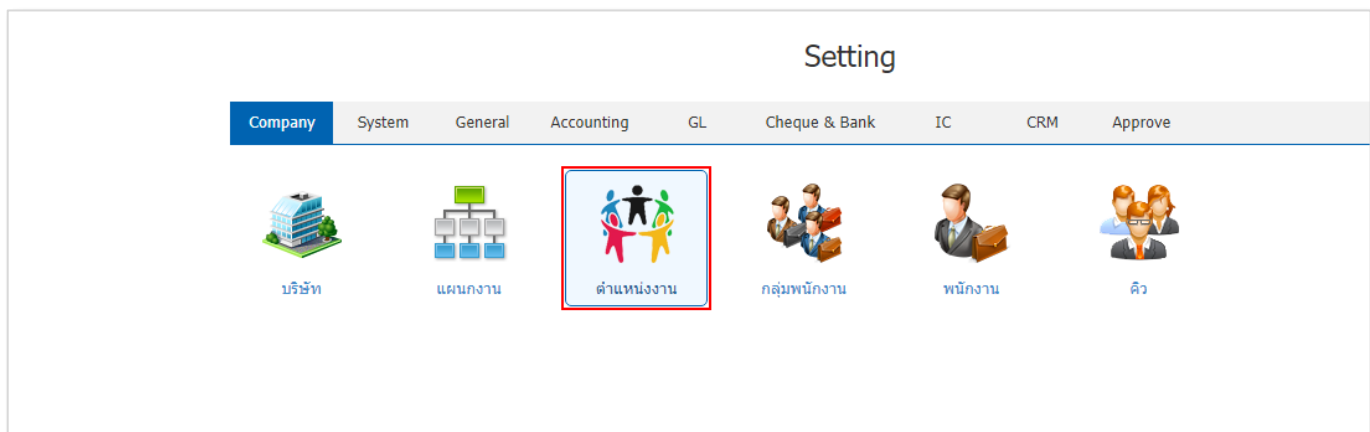 Setting
Company System General Accounting GL Cheque & Bank IC CRM Approve
บริษัท แผนกงาน ตำแหน่งงาน กลุ่มพนักงาน พนักงาน คิว